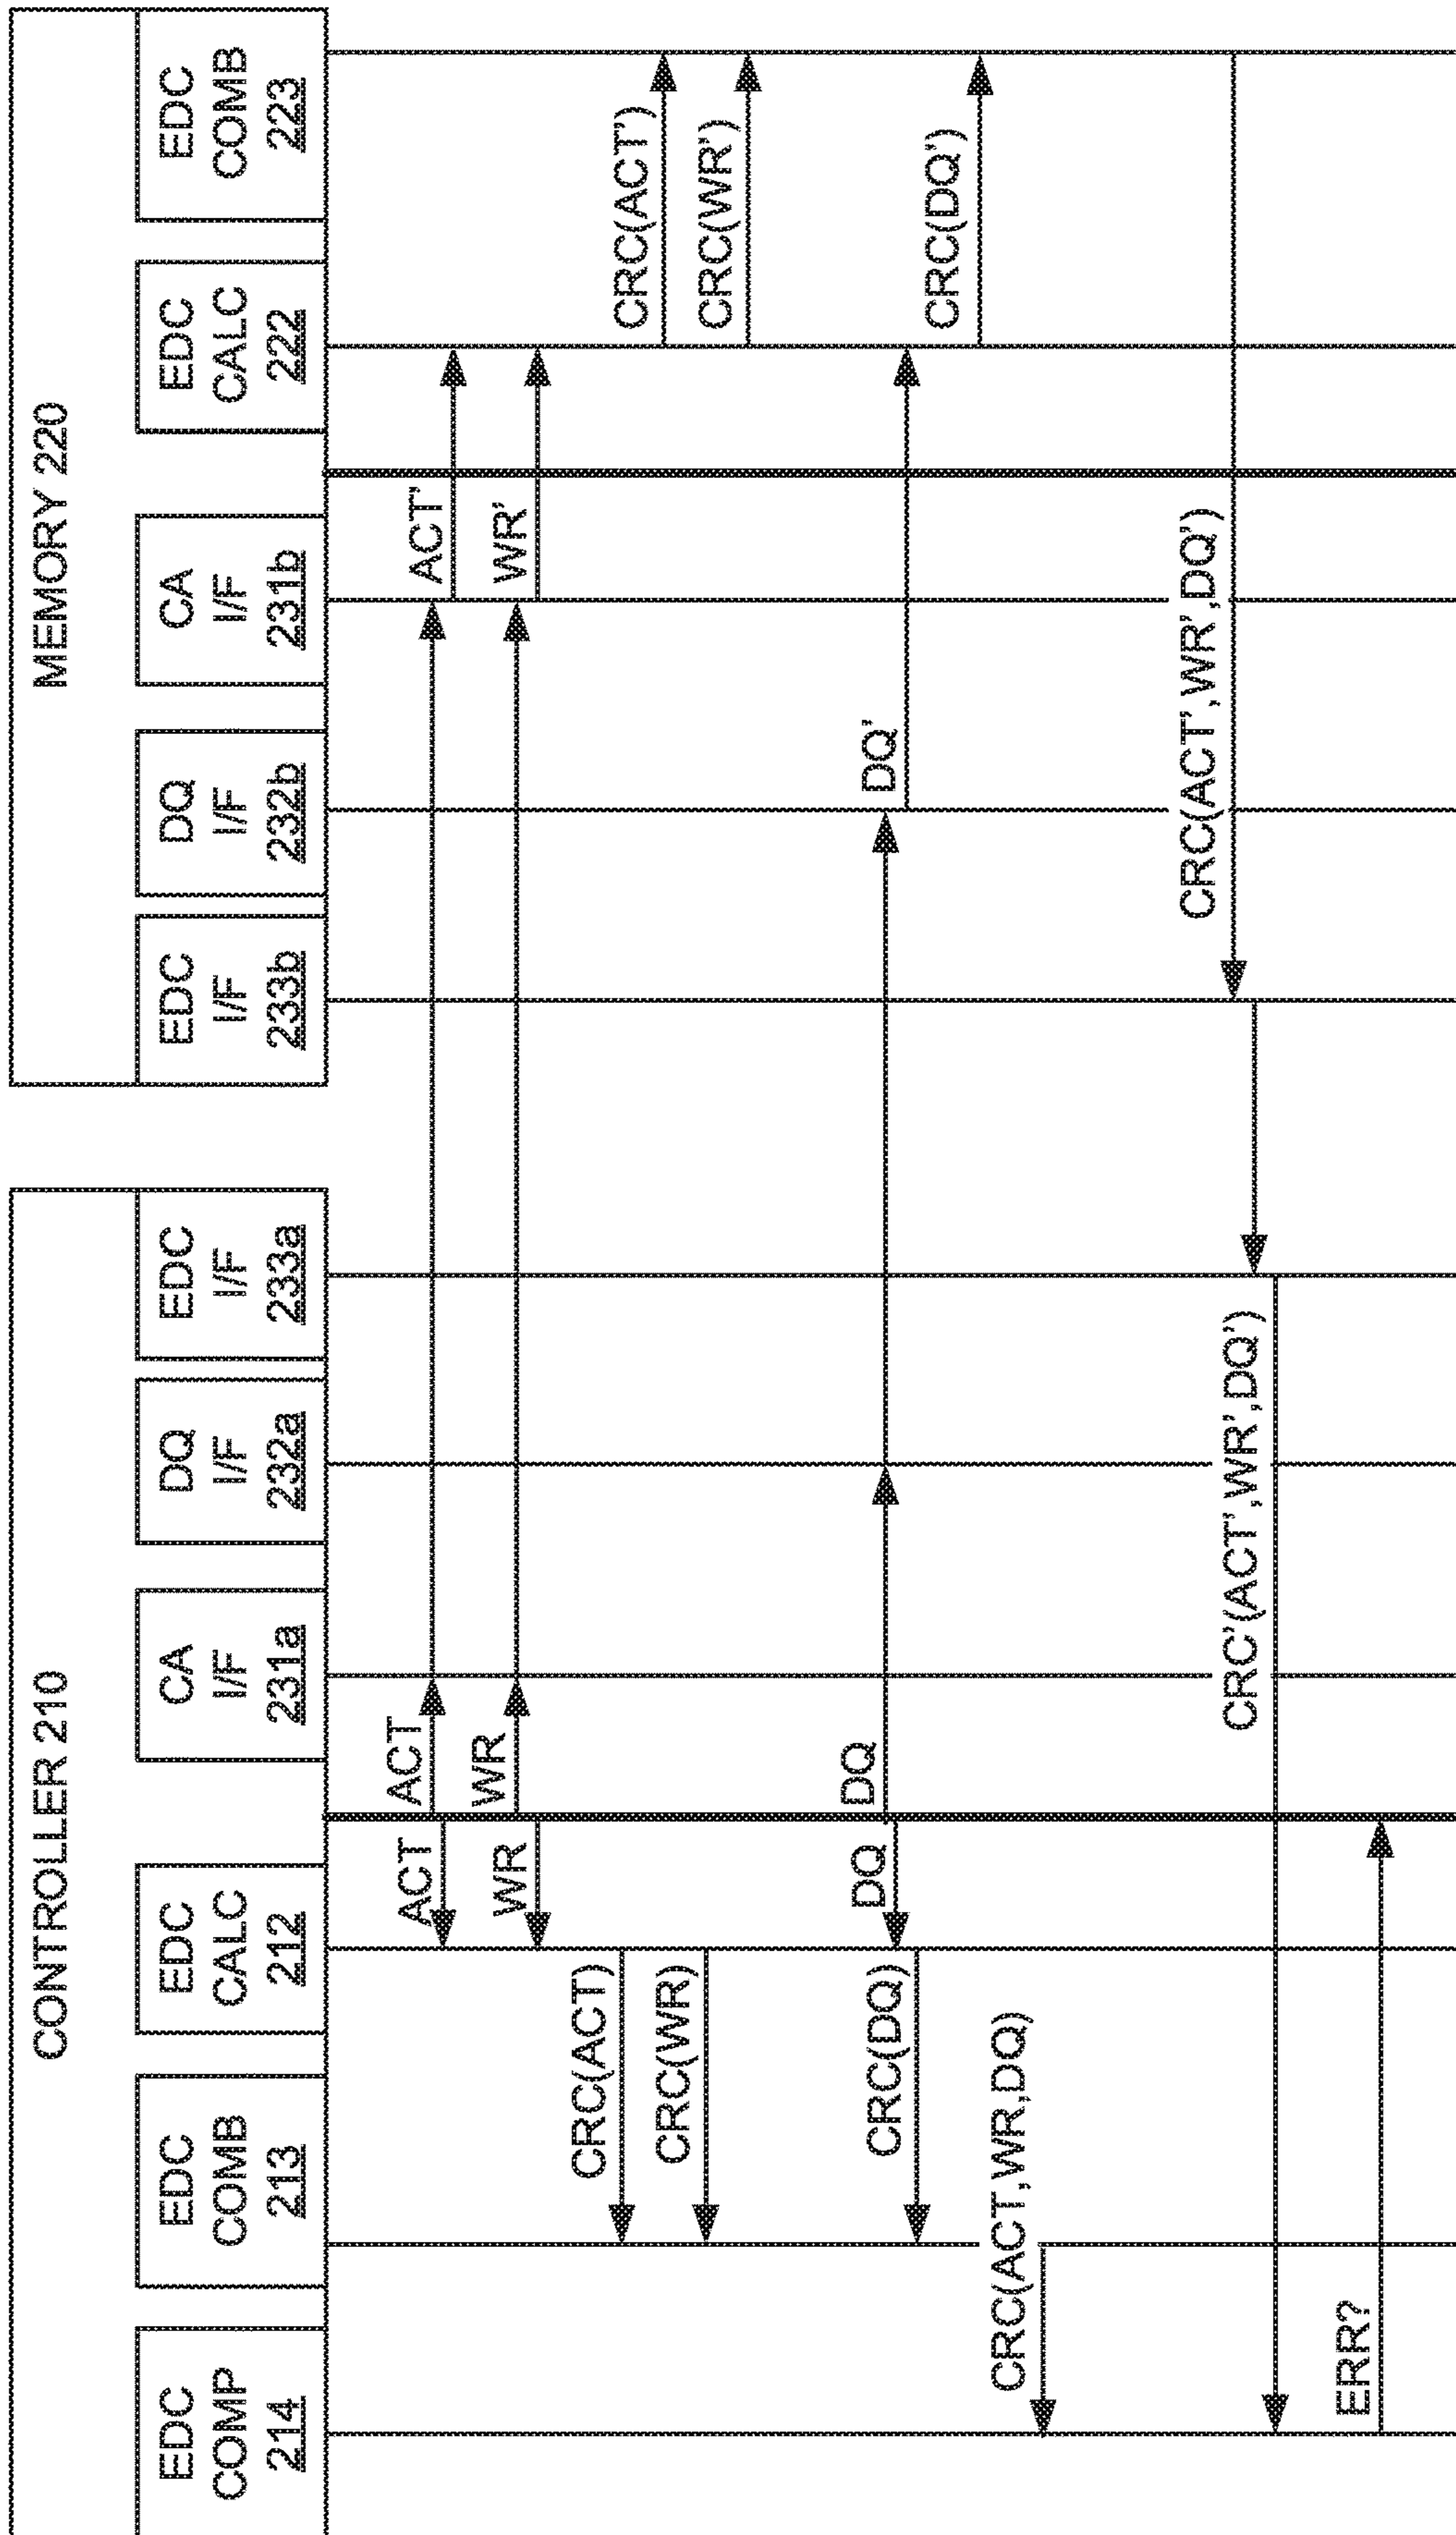 CONTROLLER 210
MEMORY 220
EDC
COMP
214
EDC
COMB
213
EDC
CALC
212
CA
I/F
231a
DQ
I/F
232a
EDC
I/F
233a
EDC
I/F
233b
DQ
I/F
232b
CA
I/F
231b
EDC
CALC
222
EDC
COMB
223
ACT
ACT
ACT'
WR
WR
WR'
CRC(ACT)
CRC(ACT')
CRC(WR)
CRC(WR')
DQ
DQ
DQ'
CRC(DQ)
CRC(DQ')
CRC(ACT,WR,DQ)
CRC(ACT',WR',DQ')
CRC'(ACT',WR',DQ')
ERR?